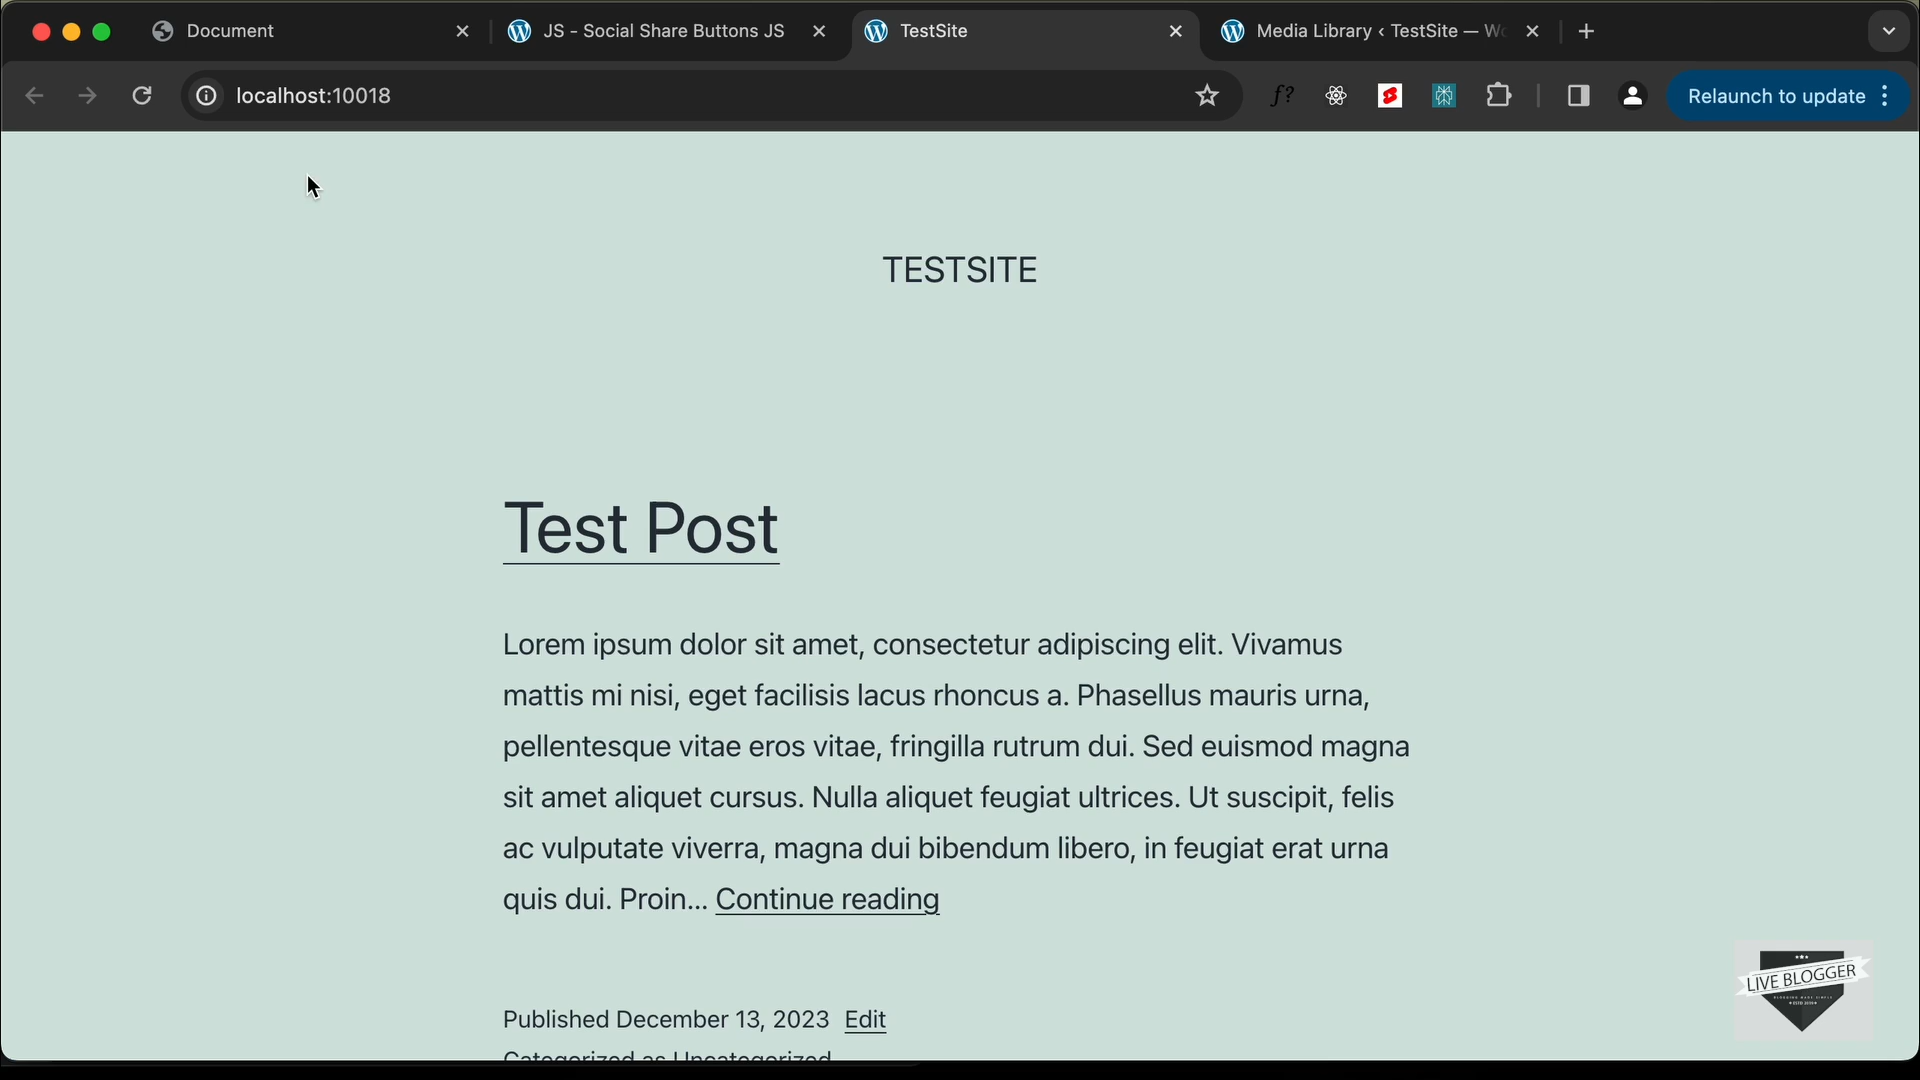 Document
JS - Social Share Buttons JS
TestSite
Media Library ‹ TestSite — Wo
localhost:10018
f?
Relaunch to update
TESTSITE
Test Post
Lorem ipsum dolor sit amet, consectetur adipiscing elit. Vivamus
mattis mi nisi, eget facilisis lacus rhoncus a. Phasellus mauris urna,
pellentesque vitae eros vitae, fringilla rutrum dui. Sed euismod magna
sit amet aliquet cursus. Nulla aliquet feugiat ultrices. Ut suscipit, felis
ac vulputate viverra, magna dui bibendum libero, in feugiat erat urna
quis dui. Proin... Continue reading
LIVE BLOGGER
Published December 13, 2023 Edit
Categorized as Uncategorized